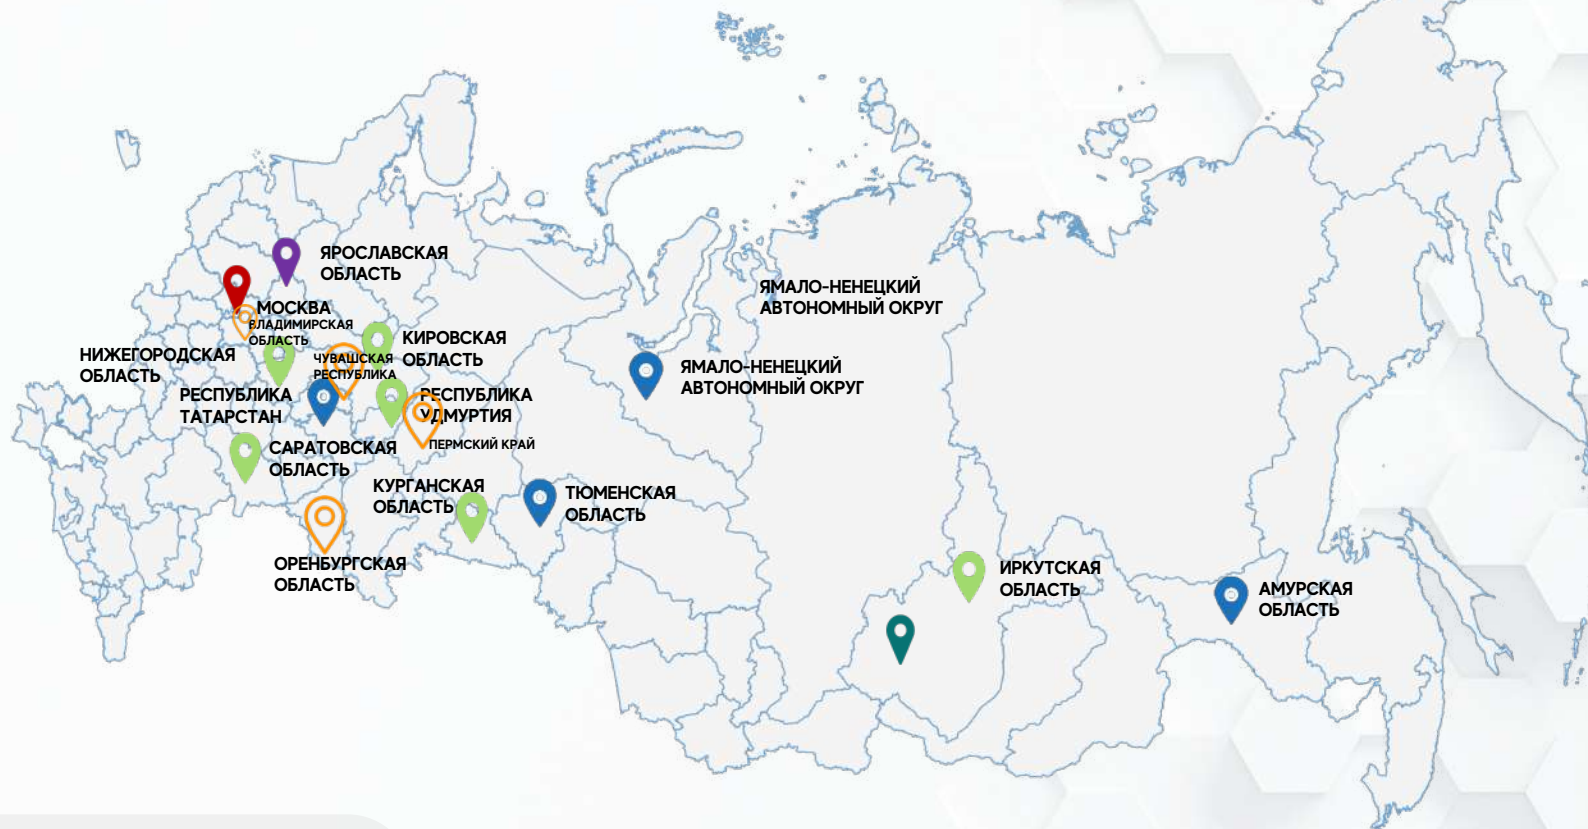 ЯРОСЛАВСКАЯ
ОБЛАСТЬ
ЯМАЛО-НЕНЕЦКИЙ
АВТОНОМНЫЙ ОКРУГ
МОСКВА
ВЛАДИМИРСКАЯ
ОБЛАСТЬ
КИРОВСКАЯ
ОБЛАСТЬ
НИЖЕГОРОДСКАЯ
ОБЛАСТЬ
ЧУВАШСКАЯ
РЕСПУБЛИКА
ЯМАЛО-НЕНЕЦКИЙ
АВТОНОМНЫЙ ОКРУГ
РЕСПУБЛИКА
ТАТАРСТАН
РЕСПУБЛИКА
УДМУРТИЯ
ПЕРМСКИЙ КРАЙ
САРАТОВСКАЯ
ОБЛАСТЬ
КУРГАНСКАЯ
ОБЛАСТЬ
ТЮМЕНСКАЯ
ОБЛАСТЬ
ОРЕНБУРГСКАЯ
ОБЛАСТЬ
ИРКУТСКАЯ
ОБЛАСТЬ
АМУРСКАЯ
ОБЛАСТЬ